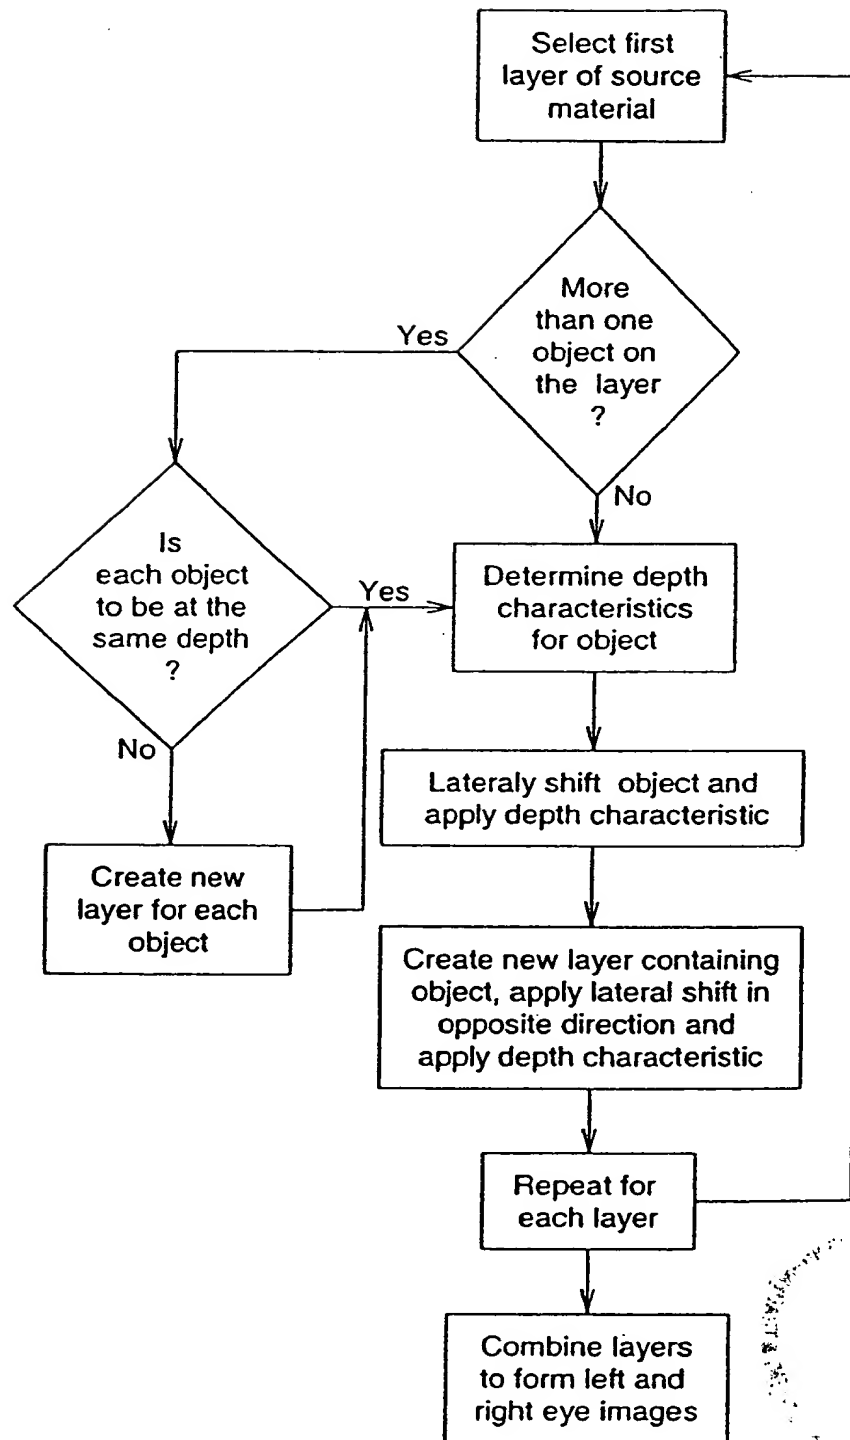 Select first
layer of source
material
More
than one
object on
the layer
?
Yes
No
Is
each object
to be at the
same depth
?
Yes
No
Determine depth
characteristics
for object
Lateraly shift object and
apply depth characteristic
Create new
layer for each
object
Create new layer containing
object, apply lateral shift in
opposite direction and
apply depth characteristic
Repeat for
each layer
Combine layers
to form left and
right eye images